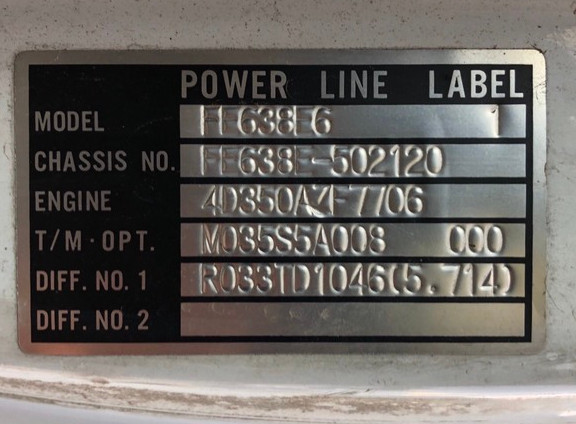 POWER LINE LABEL
MODEL FE638E6 1
CHASSIS NO. FE638E-502120
ENGINE
T/M·OPT. M035S5A008 000
DIFF. NO. 1 R033TD1046(5.714)
DIFF. NO. 2